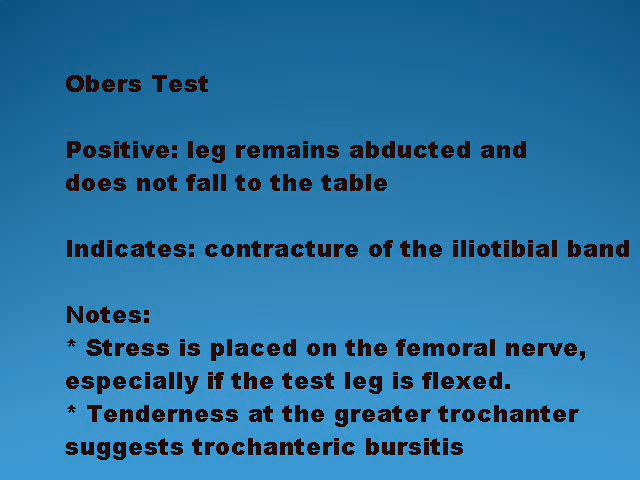 Obers Test
Positive: leg remains abducted and
does not fall to the table
Indicates: contracture of the iliotibial band
Notes:
* Stress is placed on the femoral nerve,
especially if the test leg is flexed.
* Tenderness at the greater trochanter
suggests trochanteric bursitis